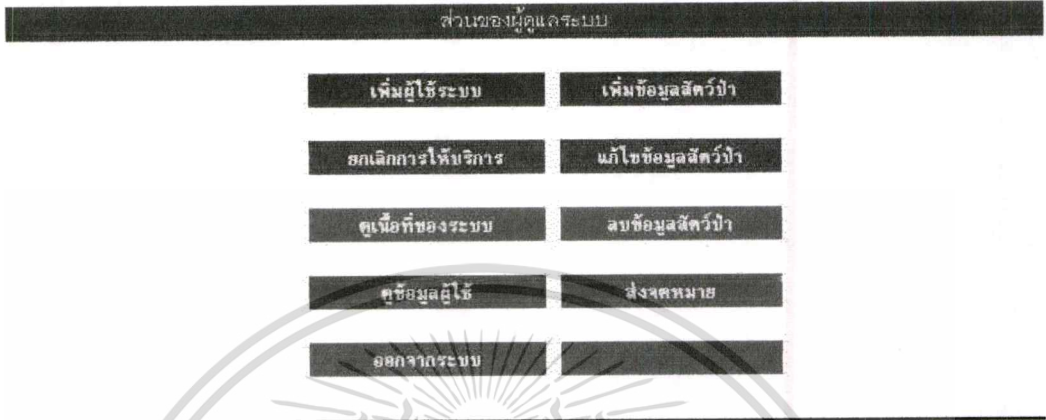 ส่วนของผู้ดูแลระบบ
เพิ่มผู้ใช้ระบบ
เพิ่มข้อมูลสัตว์ป่า
ยกเลิกการให้บริการ
แก้ไขข้อมูลสัตว์ป่า
ดูเนื้อที่ของระบบ
ลบข้อมูลสัตว์ป่า
ดูข้อมูลผู้ใช้
ส่งจดหมาย
ออกจากระบบ